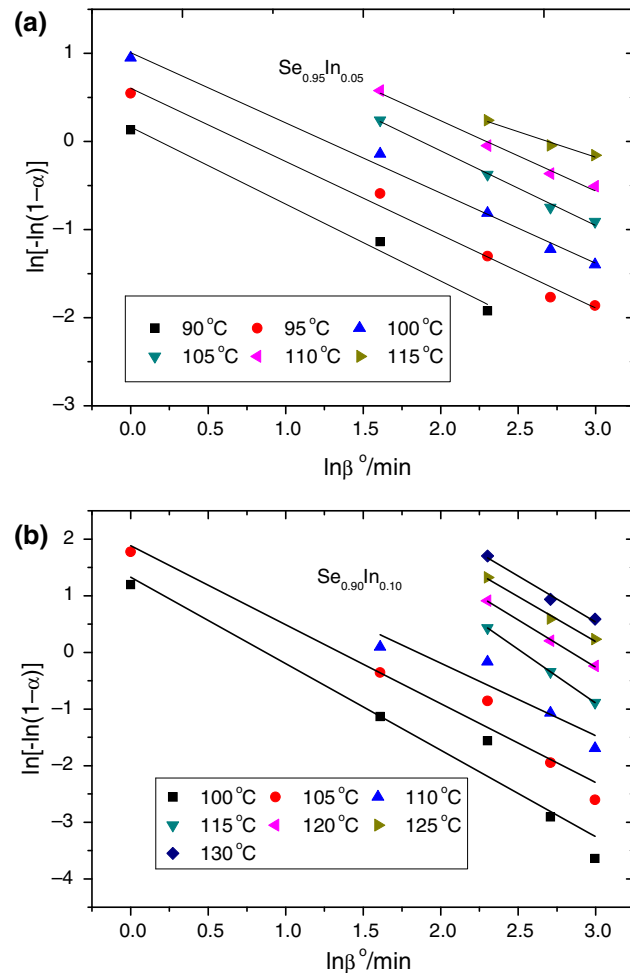 (a)
Se0.95In0.05
1
0
−1
−2
−3
ln[-ln(1−α)]
90 °C 95 °C 100 °C
105 °C 110 °C 115 °C
0.0 0.5 1.0 1.5 2.0 2.5 3.0
lnβ °/min
(b)
Se0.90In0.10
2
1
0
−1
−2
−3
−4
ln[-ln(1−α)]
100 °C 105 °C 110 °C
115 °C 120 °C 125 °C
130 °C
0.0 0.5 1.0 1.5 2.0 2.5 3.0
lnβ °/min